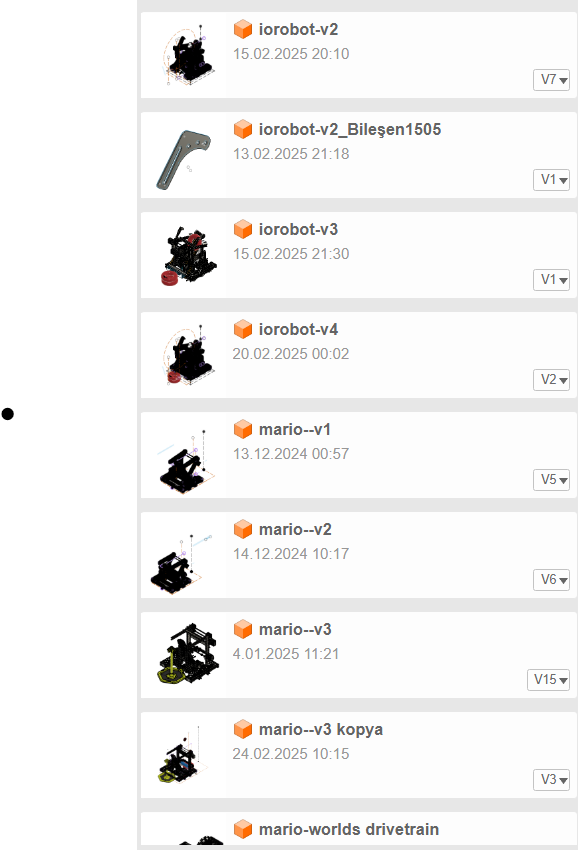 iorobot-v2
15.02.2025 20:10
V7
iorobot-v2_Bileşen1505
13.02.2025 21:18
V1
iorobot-v3
15.02.2025 21:30
V1
iorobot-v4
20.02.2025 00:02
V2
mario--v1
13.12.2024 00:57
V5
mario--v2
14.12.2024 10:17
V6
mario--v3
4.01.2025 11:21
V15
mario--v3 kopya
24.02.2025 10:15
V3
mario-worlds drivetrain